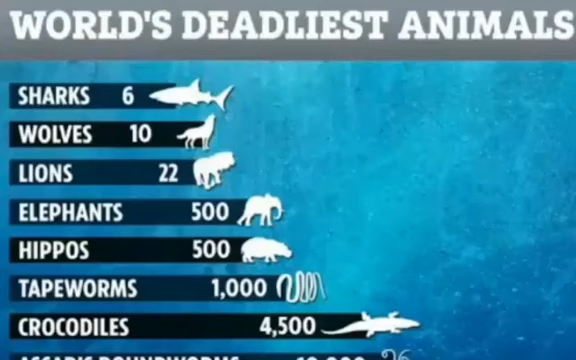 WORLD'S DEADLIEST ANIMALS
SHARKS 6
WOLVES 10
LIONS 22
ELEPHANTS 500
HIPPOS 500
TAPEWORMS 1,000
CROCODILES 4,500